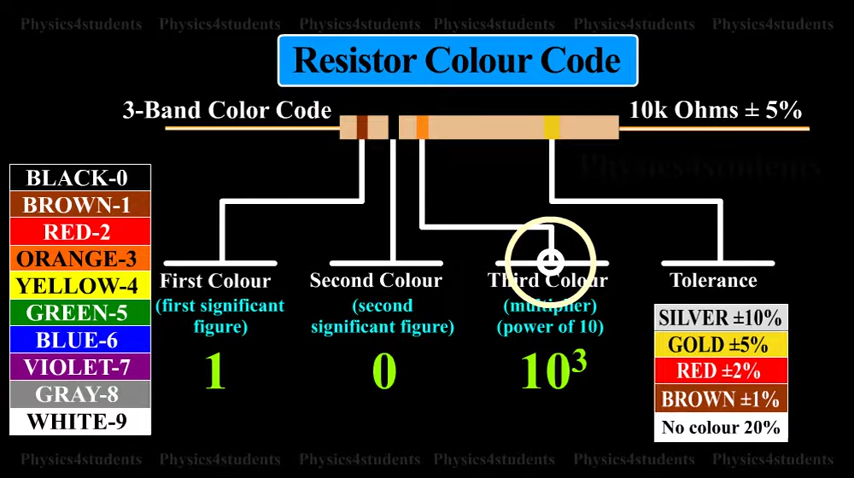 Physics4students Physics4students Physics4students Physics4students Physics4students Physics4students
Resistor Colour Code
3-Band Color Code
10k Ohms ± 5%
Physics4students
BLACK-0
BROWN-1
RED-2
ORANGE-3
YELLOW-4
GREEN-5
BLUE-6
VIOLET-7
GRAY-8
WHITE-9
First Colour
(first significant
figure)
1
Second Colour
(second
significant figure)
0
Third Colour
(multiplier)
(power of 10)
10³
Tolerance
SILVER ±10%
GOLD ±5%
RED ±2%
BROWN ±1%
No colour 20%
Physics4students Physics4students Physics4students Physics4students Physics4students Physics4students